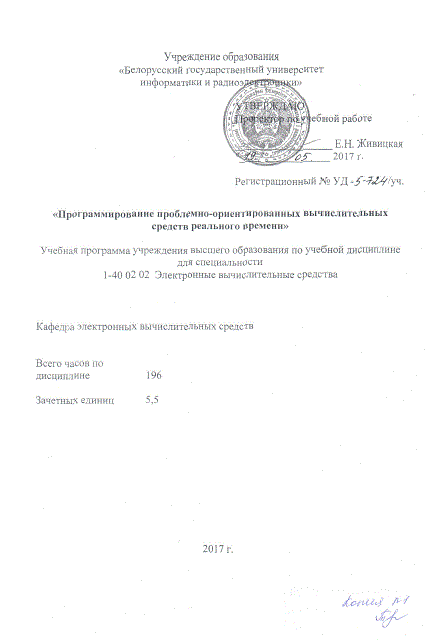 Учреждение образования
«Белорусский государственный университет
информатики и радиоэлектроники»
УТВЕРЖДАЮ
Проректор по учебной работе
Е.Н. Живицкая
05 2017 г.
Регистрационный № УД-5-724/уч.
«Программирование проблемно-ориентированных вычислительных
средств реального времени»
Учебная программа учреждения высшего образования по учебной дисциплине
для специальности
1-40 02 02 Электронные вычислительные средства
Кафедра электронных вычислительных средств
Всего часов по
дисциплине 196
Зачетных единиц 5,5
2017 г.
Копия №1